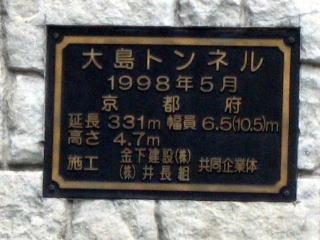 大島トンネル
1998年5月
京都府
延長 331m 幅員 6.5(10.5)m
高さ 4.7m
施工 金下建設(株) 共同企業体
(株)井長組